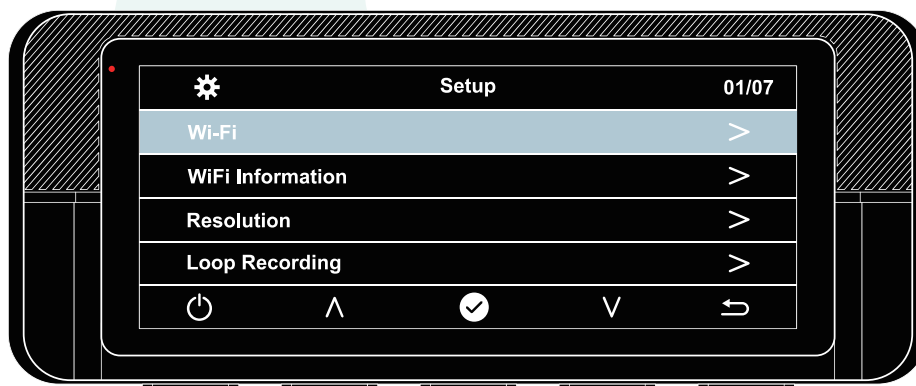 Setup 01/07
Wi-Fi >
WiFi Information >
Resolution >
Loop Recording >